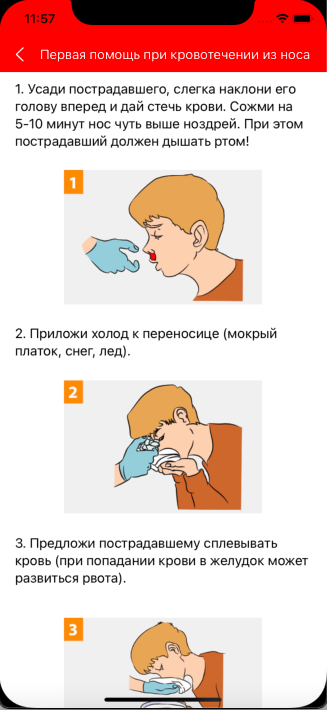 11:57
Первая помощь при кровотечении из носа
1. Усади пострадавшего, слегка наклони его
голову вперед и дай стечь крови. Сожми на
5-10 минут нос чуть выше ноздрей. При этом
пострадавший должен дышать ртом!
1
2. Приложи холод к переносице (мокрый
платок, снег, лед).
2
3. Предложи пострадавшему сплевывать
кровь (при попадании крови в желудок может
развиться рвота).
3